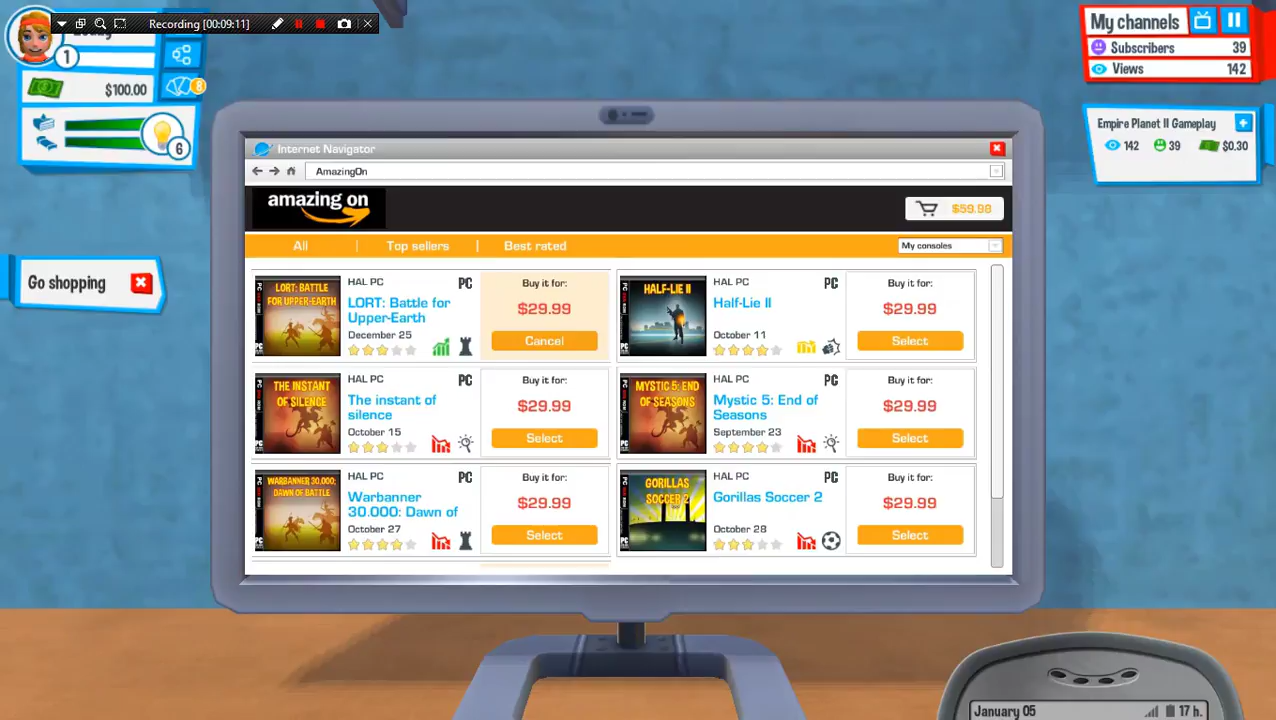 Recording [00:09:11]
1
$100.00
8
6
My channels
Subscribers 39
Views 142
Empire Planet II Gameplay
142 39 $0.30
Go shopping
Internet Navigator
AmazingOn
amazing on
$59.98
All | Top sellers | Best rated
My consoles
LORT: BATTLE
FOR UPPER-EARTH
HAL PC PC
LORT: Battle for
Upper-Earth
December 25
Buy it for:
$29.99
Cancel
HALF-LIE II
HAL PC PC
Half-Lie II
October 11
Buy it for:
$29.99
Select
THE INSTANT
OF SILENCE
HAL PC PC
The instant of
silence
October 15
Buy it for:
$29.99
Select
MYSTIC 5: END
OF SEASONS
HAL PC PC
Mystic 5: End of
Seasons
September 23
Buy it for:
$29.99
Select
WARBANNER 30.000:
DAWN OF BATTLE
HAL PC PC
Warbanner
30.000: Dawn of
October 27
Buy it for:
$29.99
Select
GORILLAS
SOCCER 2
HAL PC PC
Gorillas Soccer 2
October 28
Buy it for:
$29.99
Select
January 05 17 h.